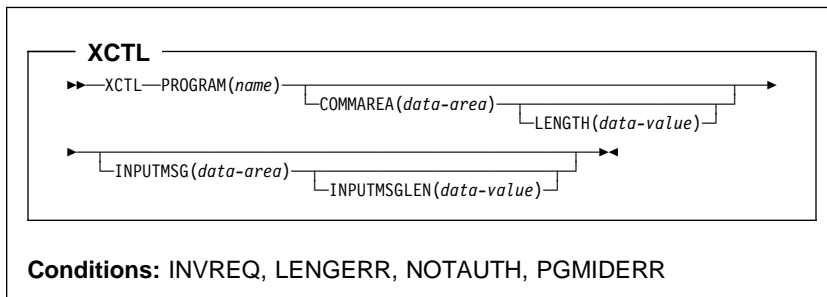 XCTL
XCTL PROGRAM(name)
COMMAREA(data-area)
LENGTH(data-value)
INPUTMSG(data-area)
INPUTMSGLEN(data-value)
Conditions: INVREQ, LENGERR, NOTAUTH, PGMIDERR